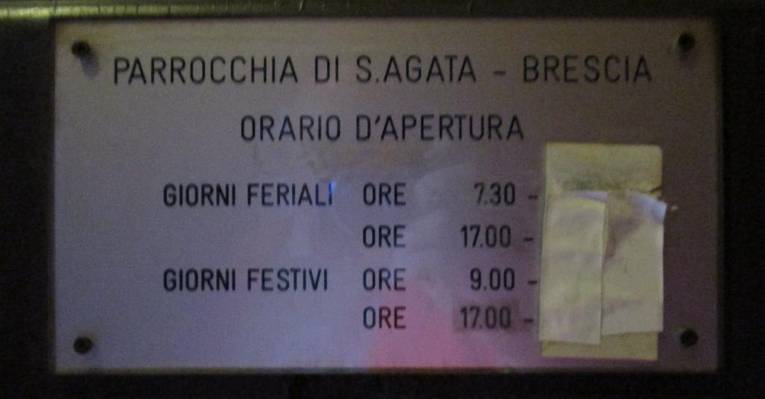 PARROCCHIA DI S.AGATA - BRESCIA
ORARIO D'APERTURA
GIORNI FERIALI ORE 7.30 -
ORE 17.00 -
GIORNI FESTIVI ORE 9.00 -
ORE 17.00 -